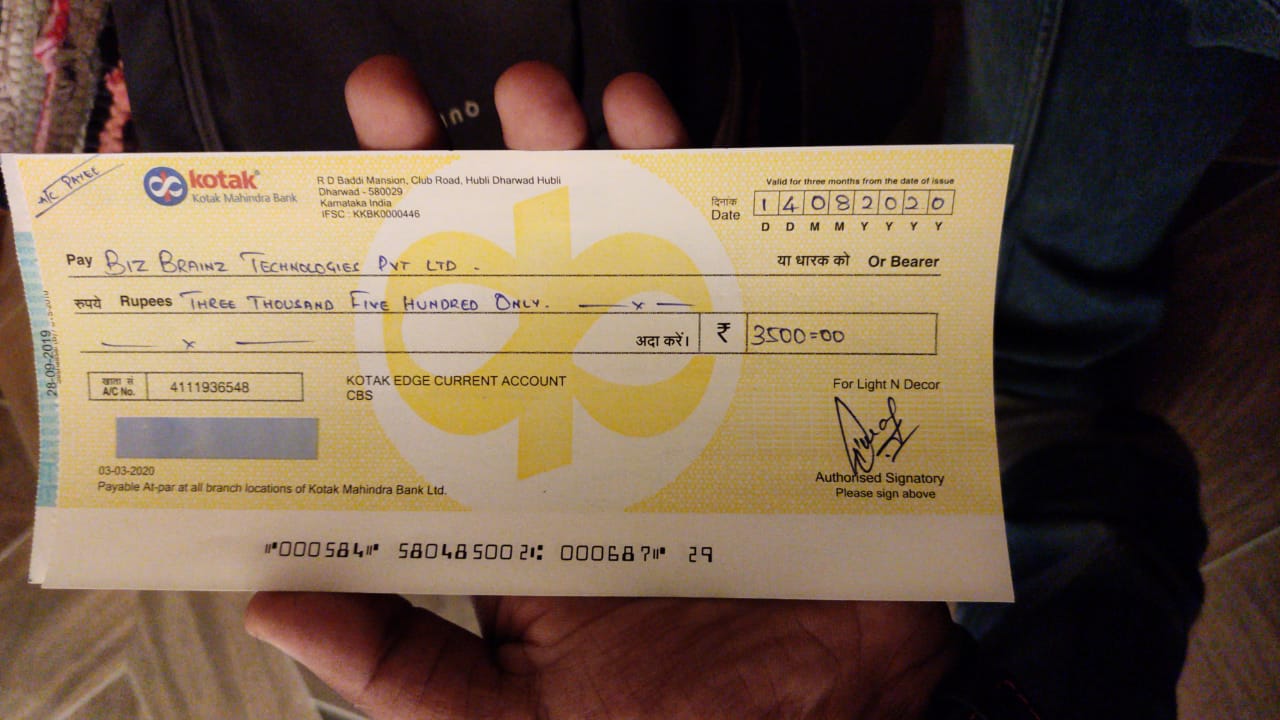 A/C PAYEE
kotak
Kotak Mahindra Bank
R D Baddi Mansion, Club Road, Hubli Dharwad Hubli
Dharwad - 580029
Karnataka India
IFSC : KKBK0000446
Valid for three months from the date of issue
दिनांक
Date 1 4 0 8 2 0 2 0
D D M M Y Y Y Y
Pay BIZ BRAINZ TECHNOLOGIES PVT LTD . या धारक को Or Bearer
रुपये Rupees THREE THOUSAND FIVE HUNDRED ONLY. — x —
— x — अदा करें। ₹ 3500=00
28-09-2019
खाता सं
A/C No. 4111936548
KOTAK EDGE CURRENT ACCOUNT
CBS
For Light N Decor
03-03-2020
Payable At-par at all branch locations of Kotak Mahindra Bank Ltd.
Authorised Signatory
Please sign above
⑈000584⑈ 580485002⑆ 000687⑈ 29